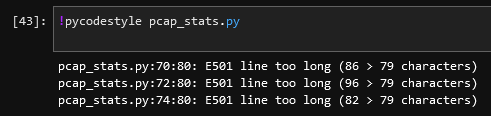 [43]: !pycodestyle pcap_stats.py
pcap_stats.py:70:80: E501 line too long (86 > 79 characters)
pcap_stats.py:72:80: E501 line too long (96 > 79 characters)
pcap_stats.py:74:80: E501 line too long (82 > 79 characters)